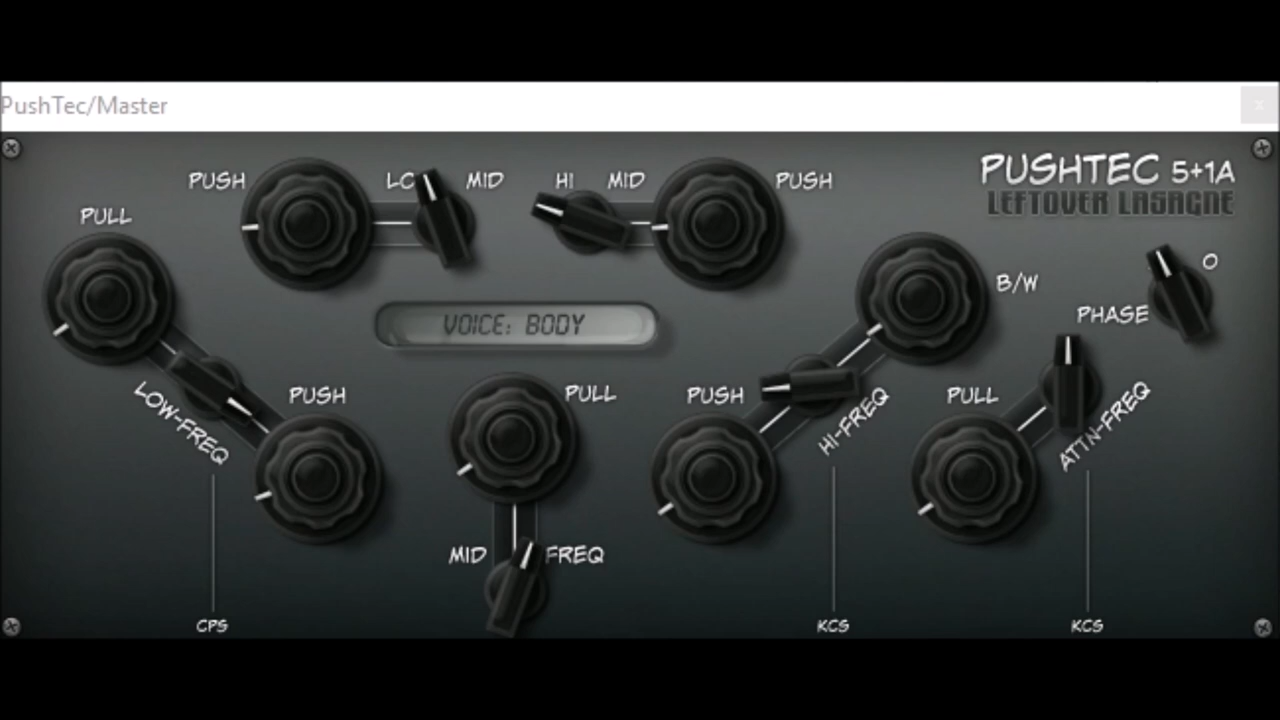 PushTec/Master
x
PUSHTEC 5+1A
LEFTOVER LASAGNE
PUSH
LO
MID
HI
MID
PUSH
PULL
O
B/W
PHASE
VOICE: BODY
LOW-FREQ
PUSH
PULL
PUSH
HI-FREQ
PULL
ATTN-FREQ
MID
FREQ
CPS
KCS
KCS